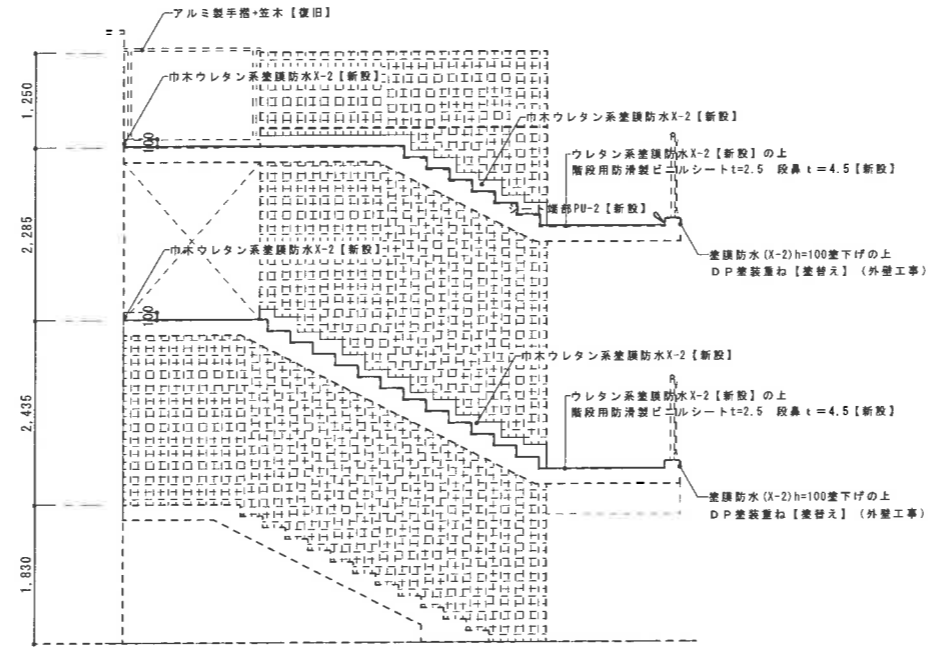 アルミ製手摺+笠木【復旧】
巾木ウレタン系塗膜防水X-2【新設】
1,250
100
巾木ウレタン系塗膜防水X-2【新設】
ウレタン系塗膜防水X-2【新設】の上
階段用防滑製ビニルシートt=2.5 段鼻t=4.5【新設】
シート端部PU-2【新設】
2,285
巾木ウレタン系塗膜防水X-2【新設】
塗膜防水(X-2)h=100塗下げの上
DP塗装重ね【塗替え】(外壁工事)
100
巾木ウレタン系塗膜防水X-2【新設】
2,435
ウレタン系塗膜防水X-2【新設】の上
階段用防滑製ビニルシートt=2.5 段鼻t=4.5【新設】
塗膜防水(X-2)h=100塗下げの上
DP塗装重ね【塗替え】(外壁工事)
1,830